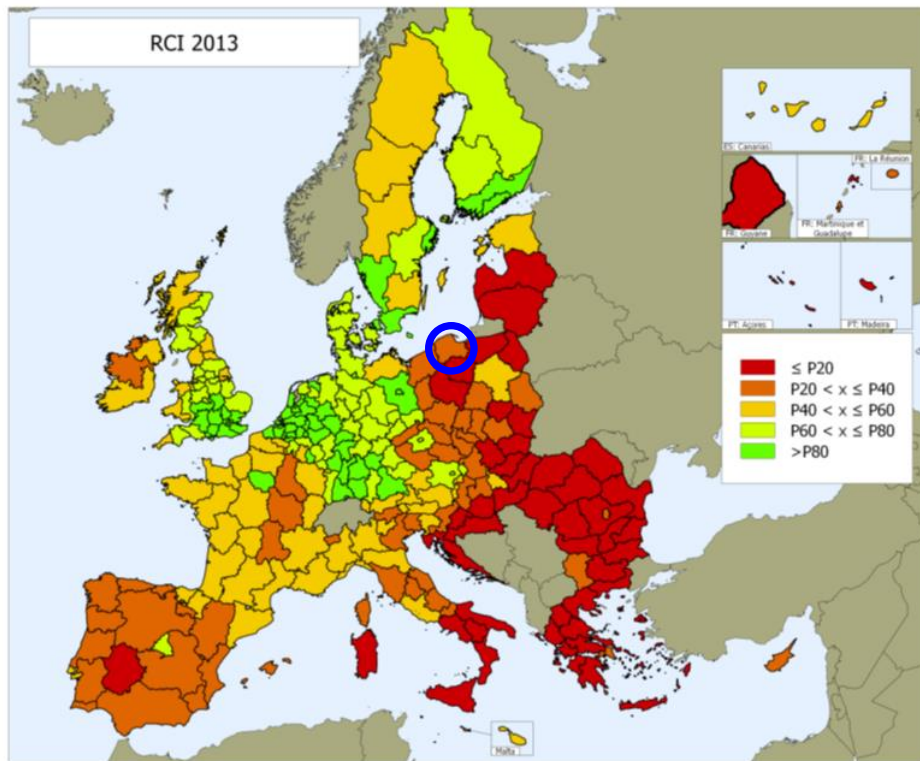 RCI 2013
ES: Canarias
FR: La Réunion
FR: Guyane
FR: Martinique et
Guadalupe
PT: Açores
PT: Madeira
≤ P20
P20 < x ≤ P40
P40 < x ≤ P60
P60 < x ≤ P80
>P80
Malta